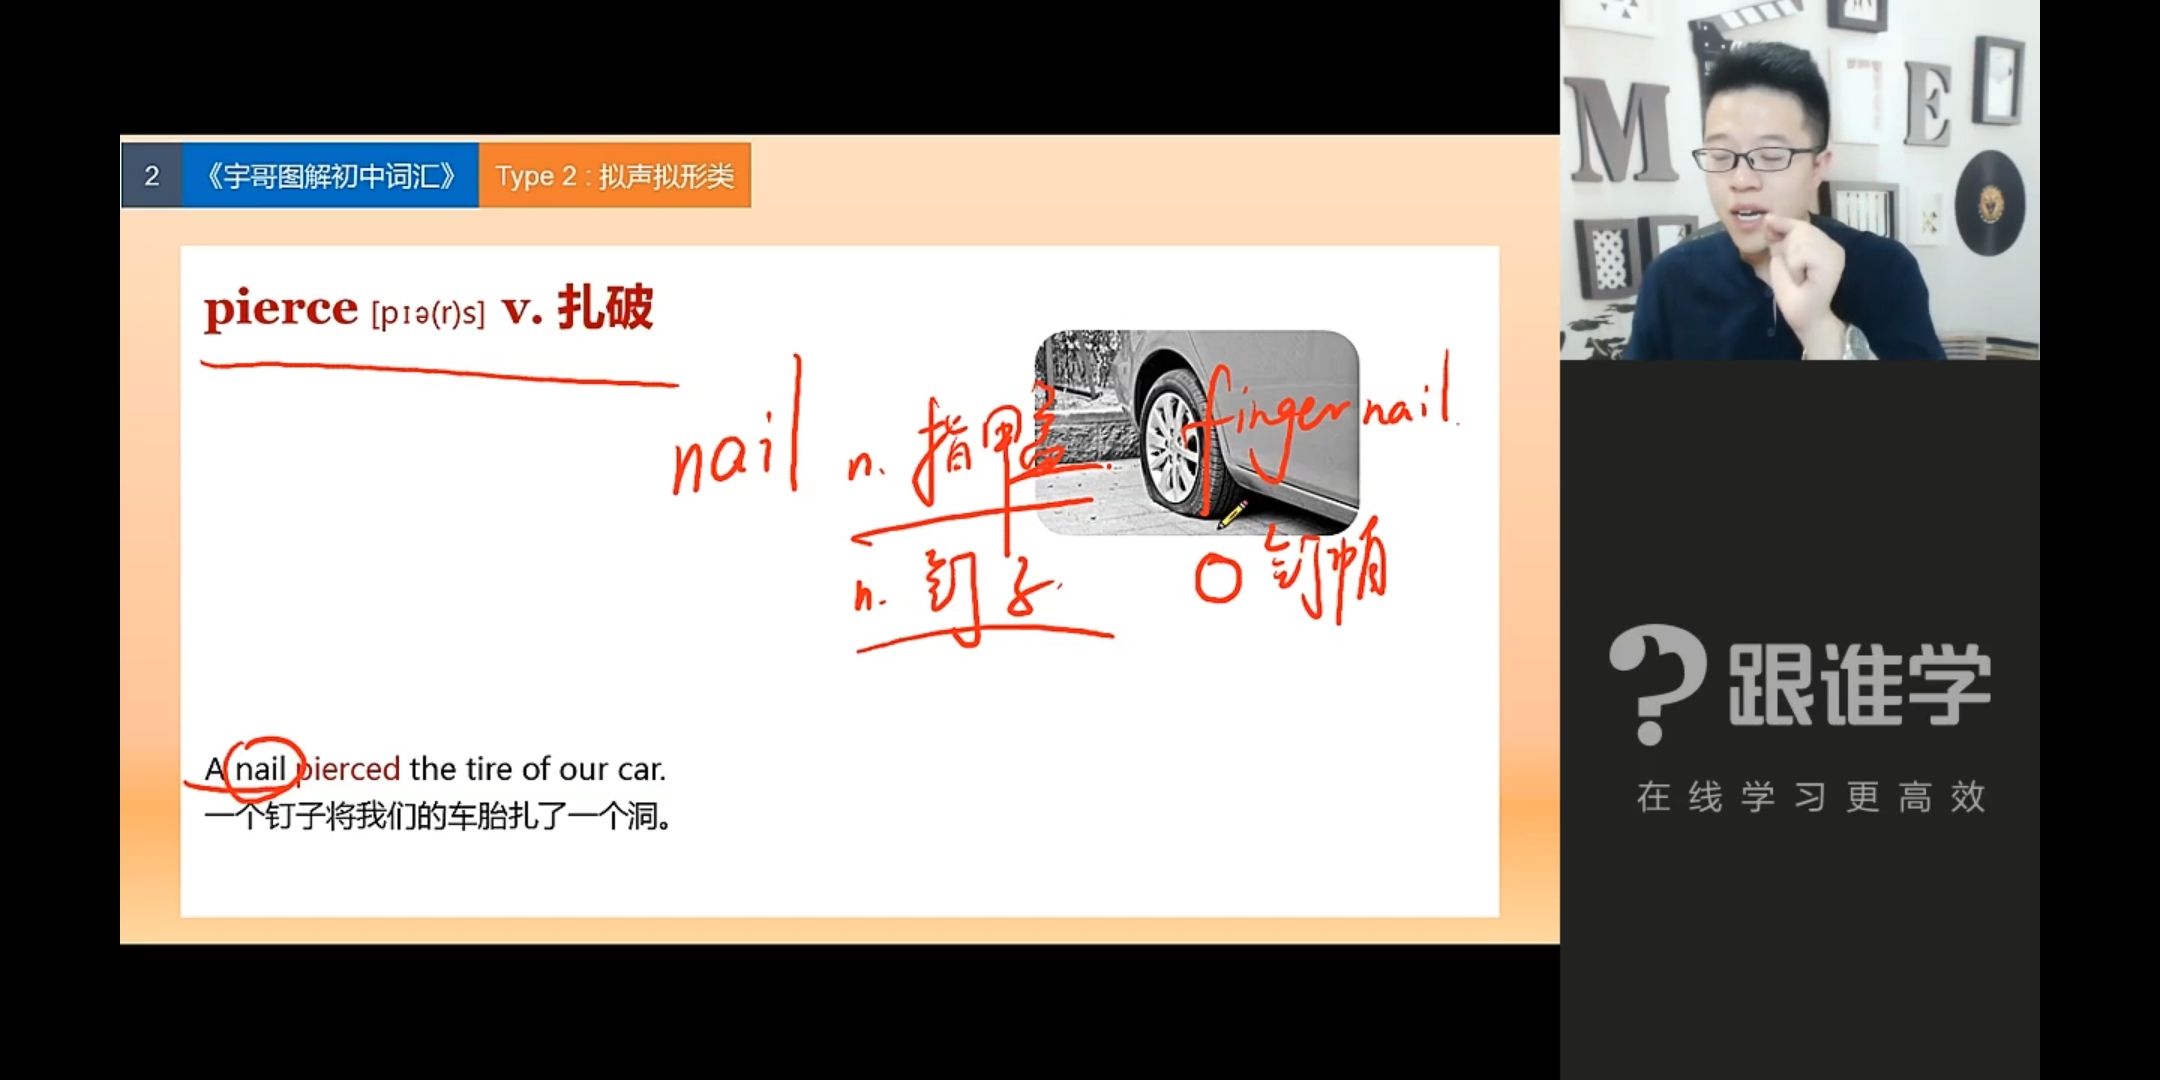 2 《宇哥图解初中词汇》 Type 2 : 拟声拟形类
M E
pierce [pɪə(r)s] v. 扎破
nail n. 指甲盖. fingernail.
n. 钉子. 钉帽
A nail pierced the tire of our car.
一个钉子将我们的车胎扎了一个洞。
跟谁学
在线学习更高效